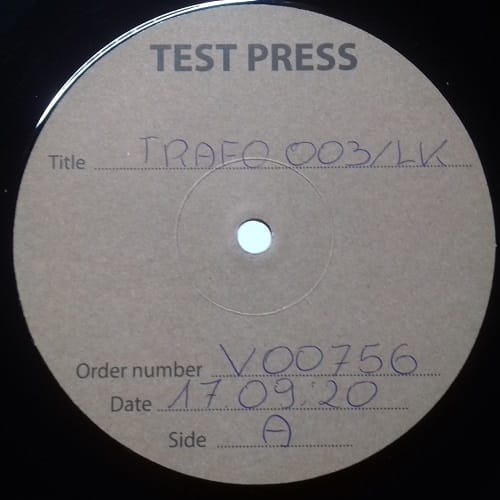 TEST PRESS
Title TRAFO 003/LK
Order number V00756
Date 17.09.20
Side A